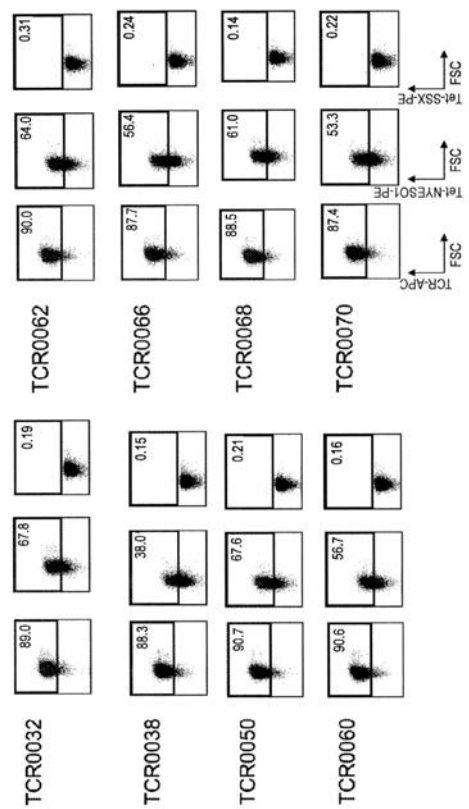 TCR0032
89.0
67.8
0.19
TCR0038
88.3
38.0
0.15
TCR0050
90.7
67.6
0.21
TCR0060
90.6
56.7
0.16
TCR0062
90.0
64.0
0.31
TCR0066
87.7
56.4
0.24
TCR0068
88.5
61.0
0.14
TCR0070
87.4
53.3
0.22
TCR-APC
FSC
Tet-NYESO1-PE
FSC
Tet-SSX-PE
FSC